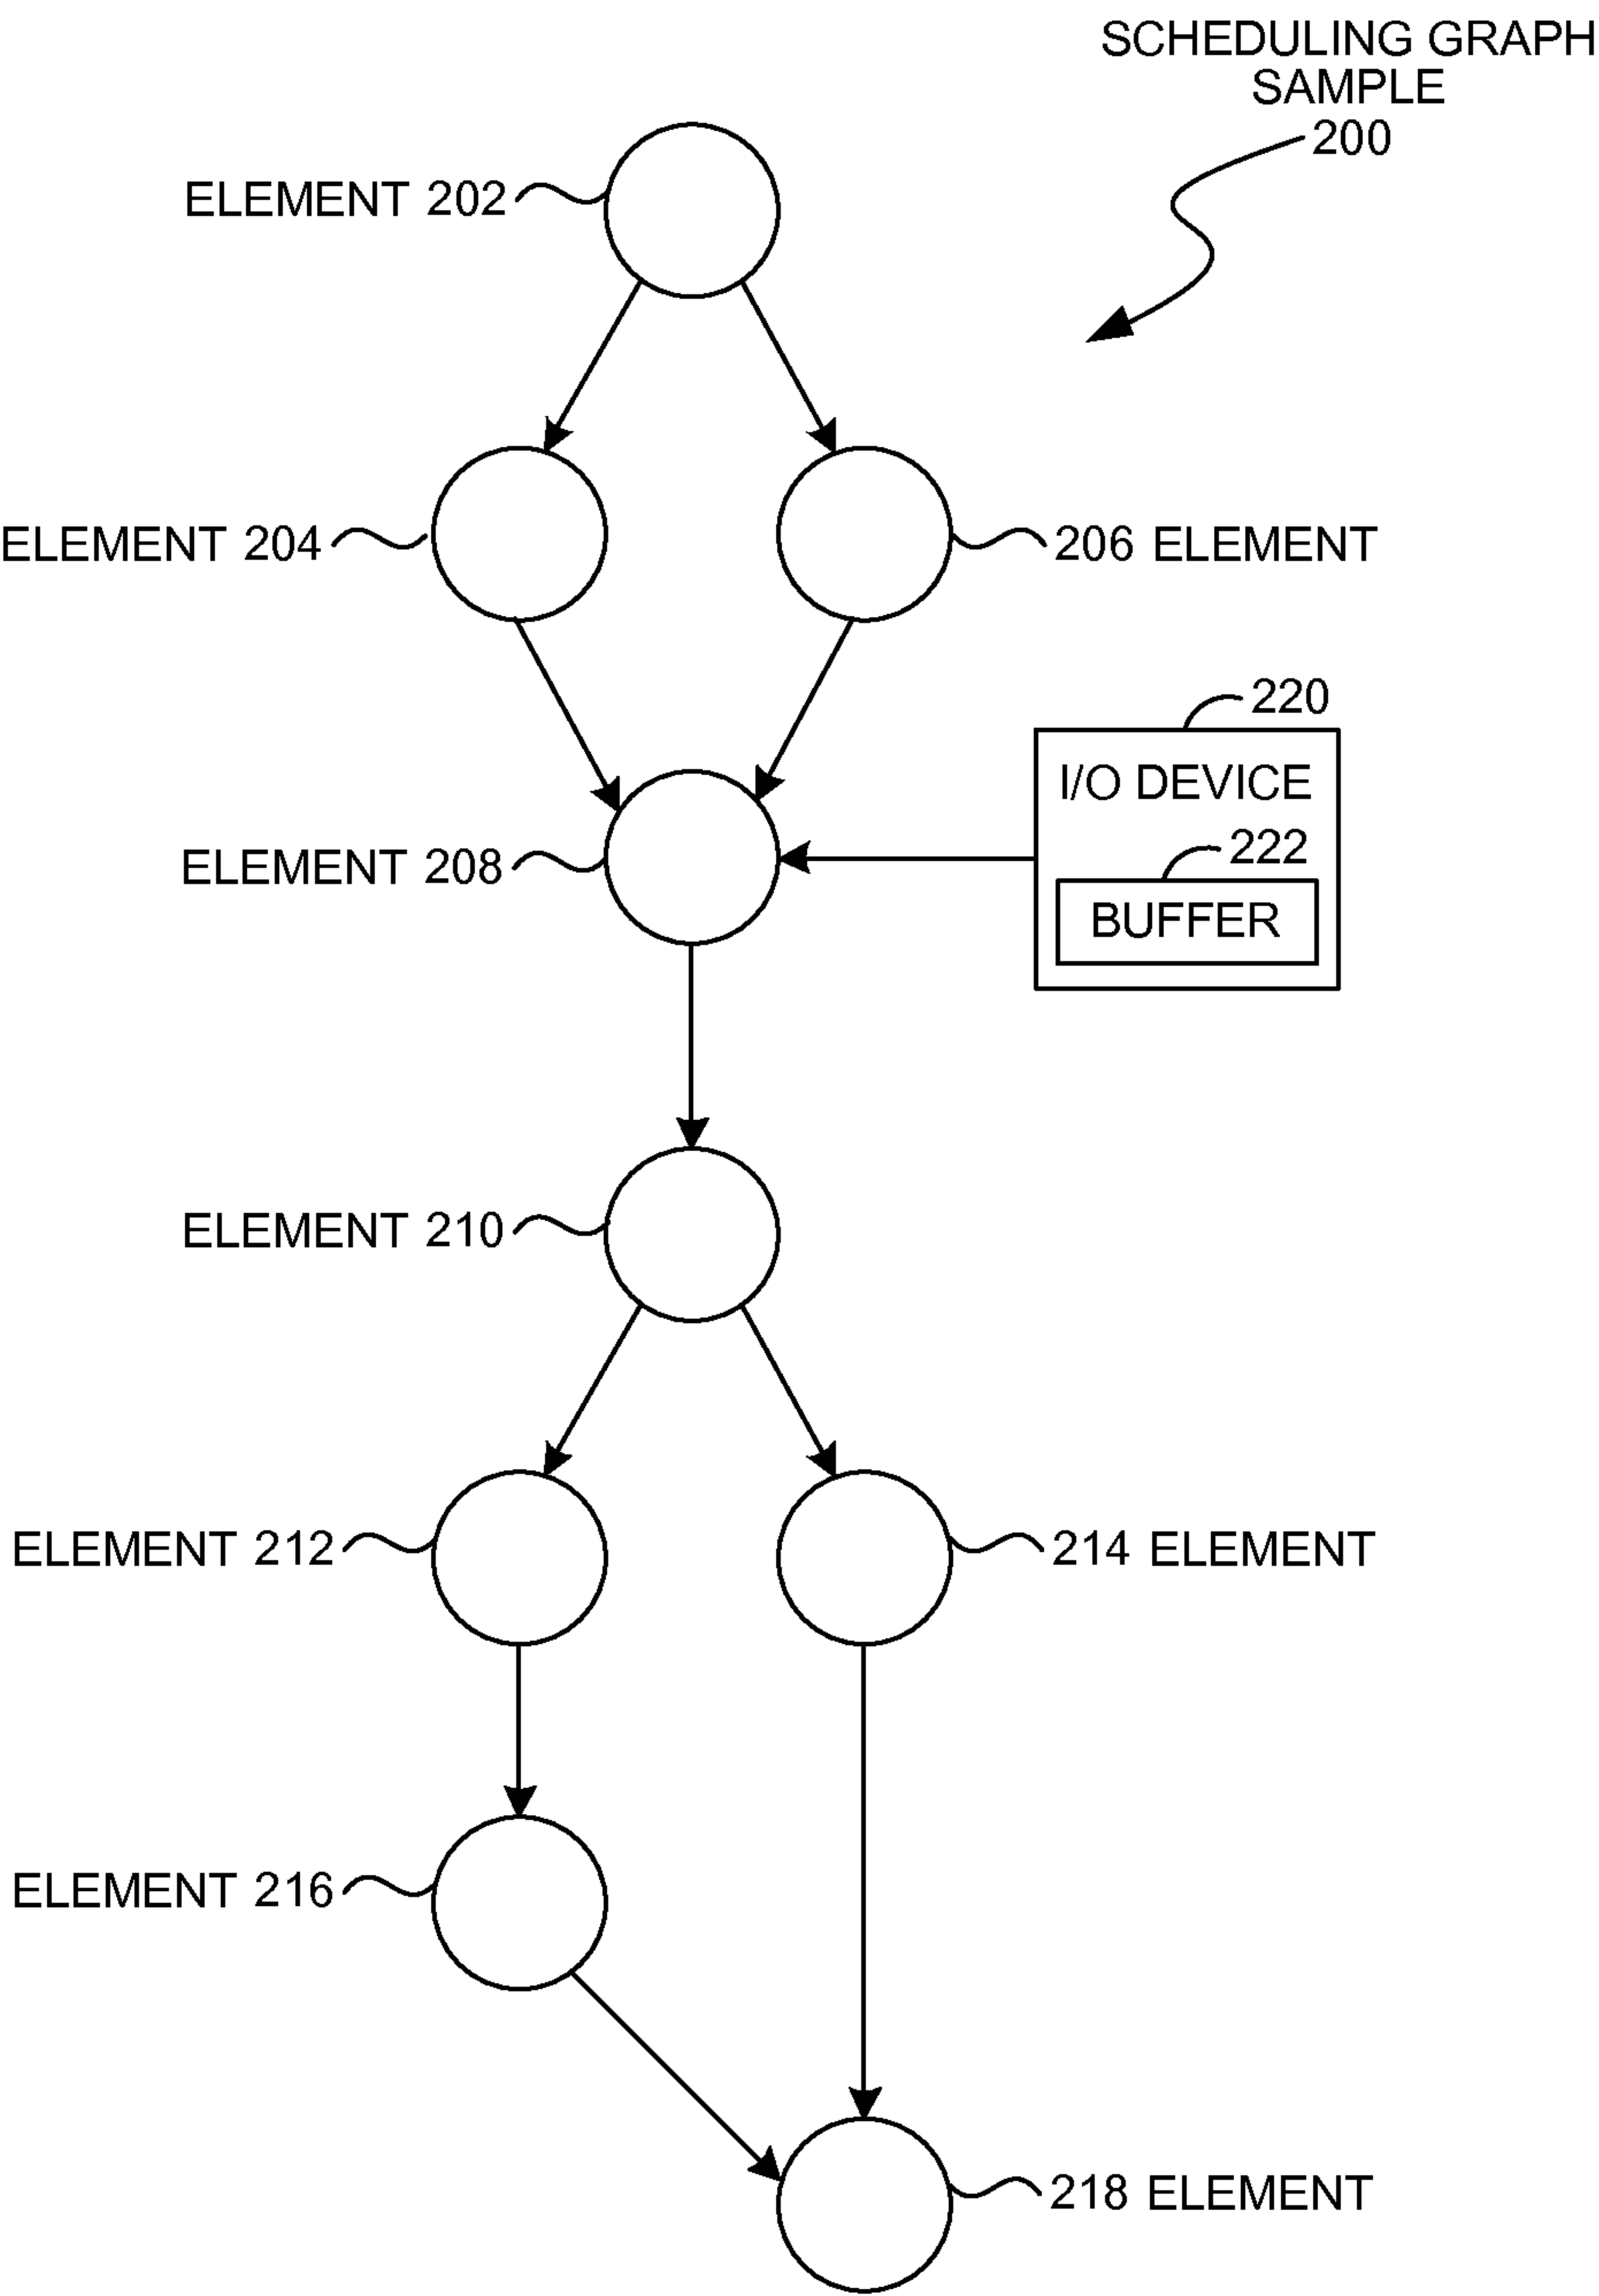 SCHEDULING GRAPH
SAMPLE
200
ELEMENT 202
ELEMENT 204
206 ELEMENT
220
I/O DEVICE
222
BUFFER
ELEMENT 208
ELEMENT 210
ELEMENT 212
214 ELEMENT
ELEMENT 216
218 ELEMENT